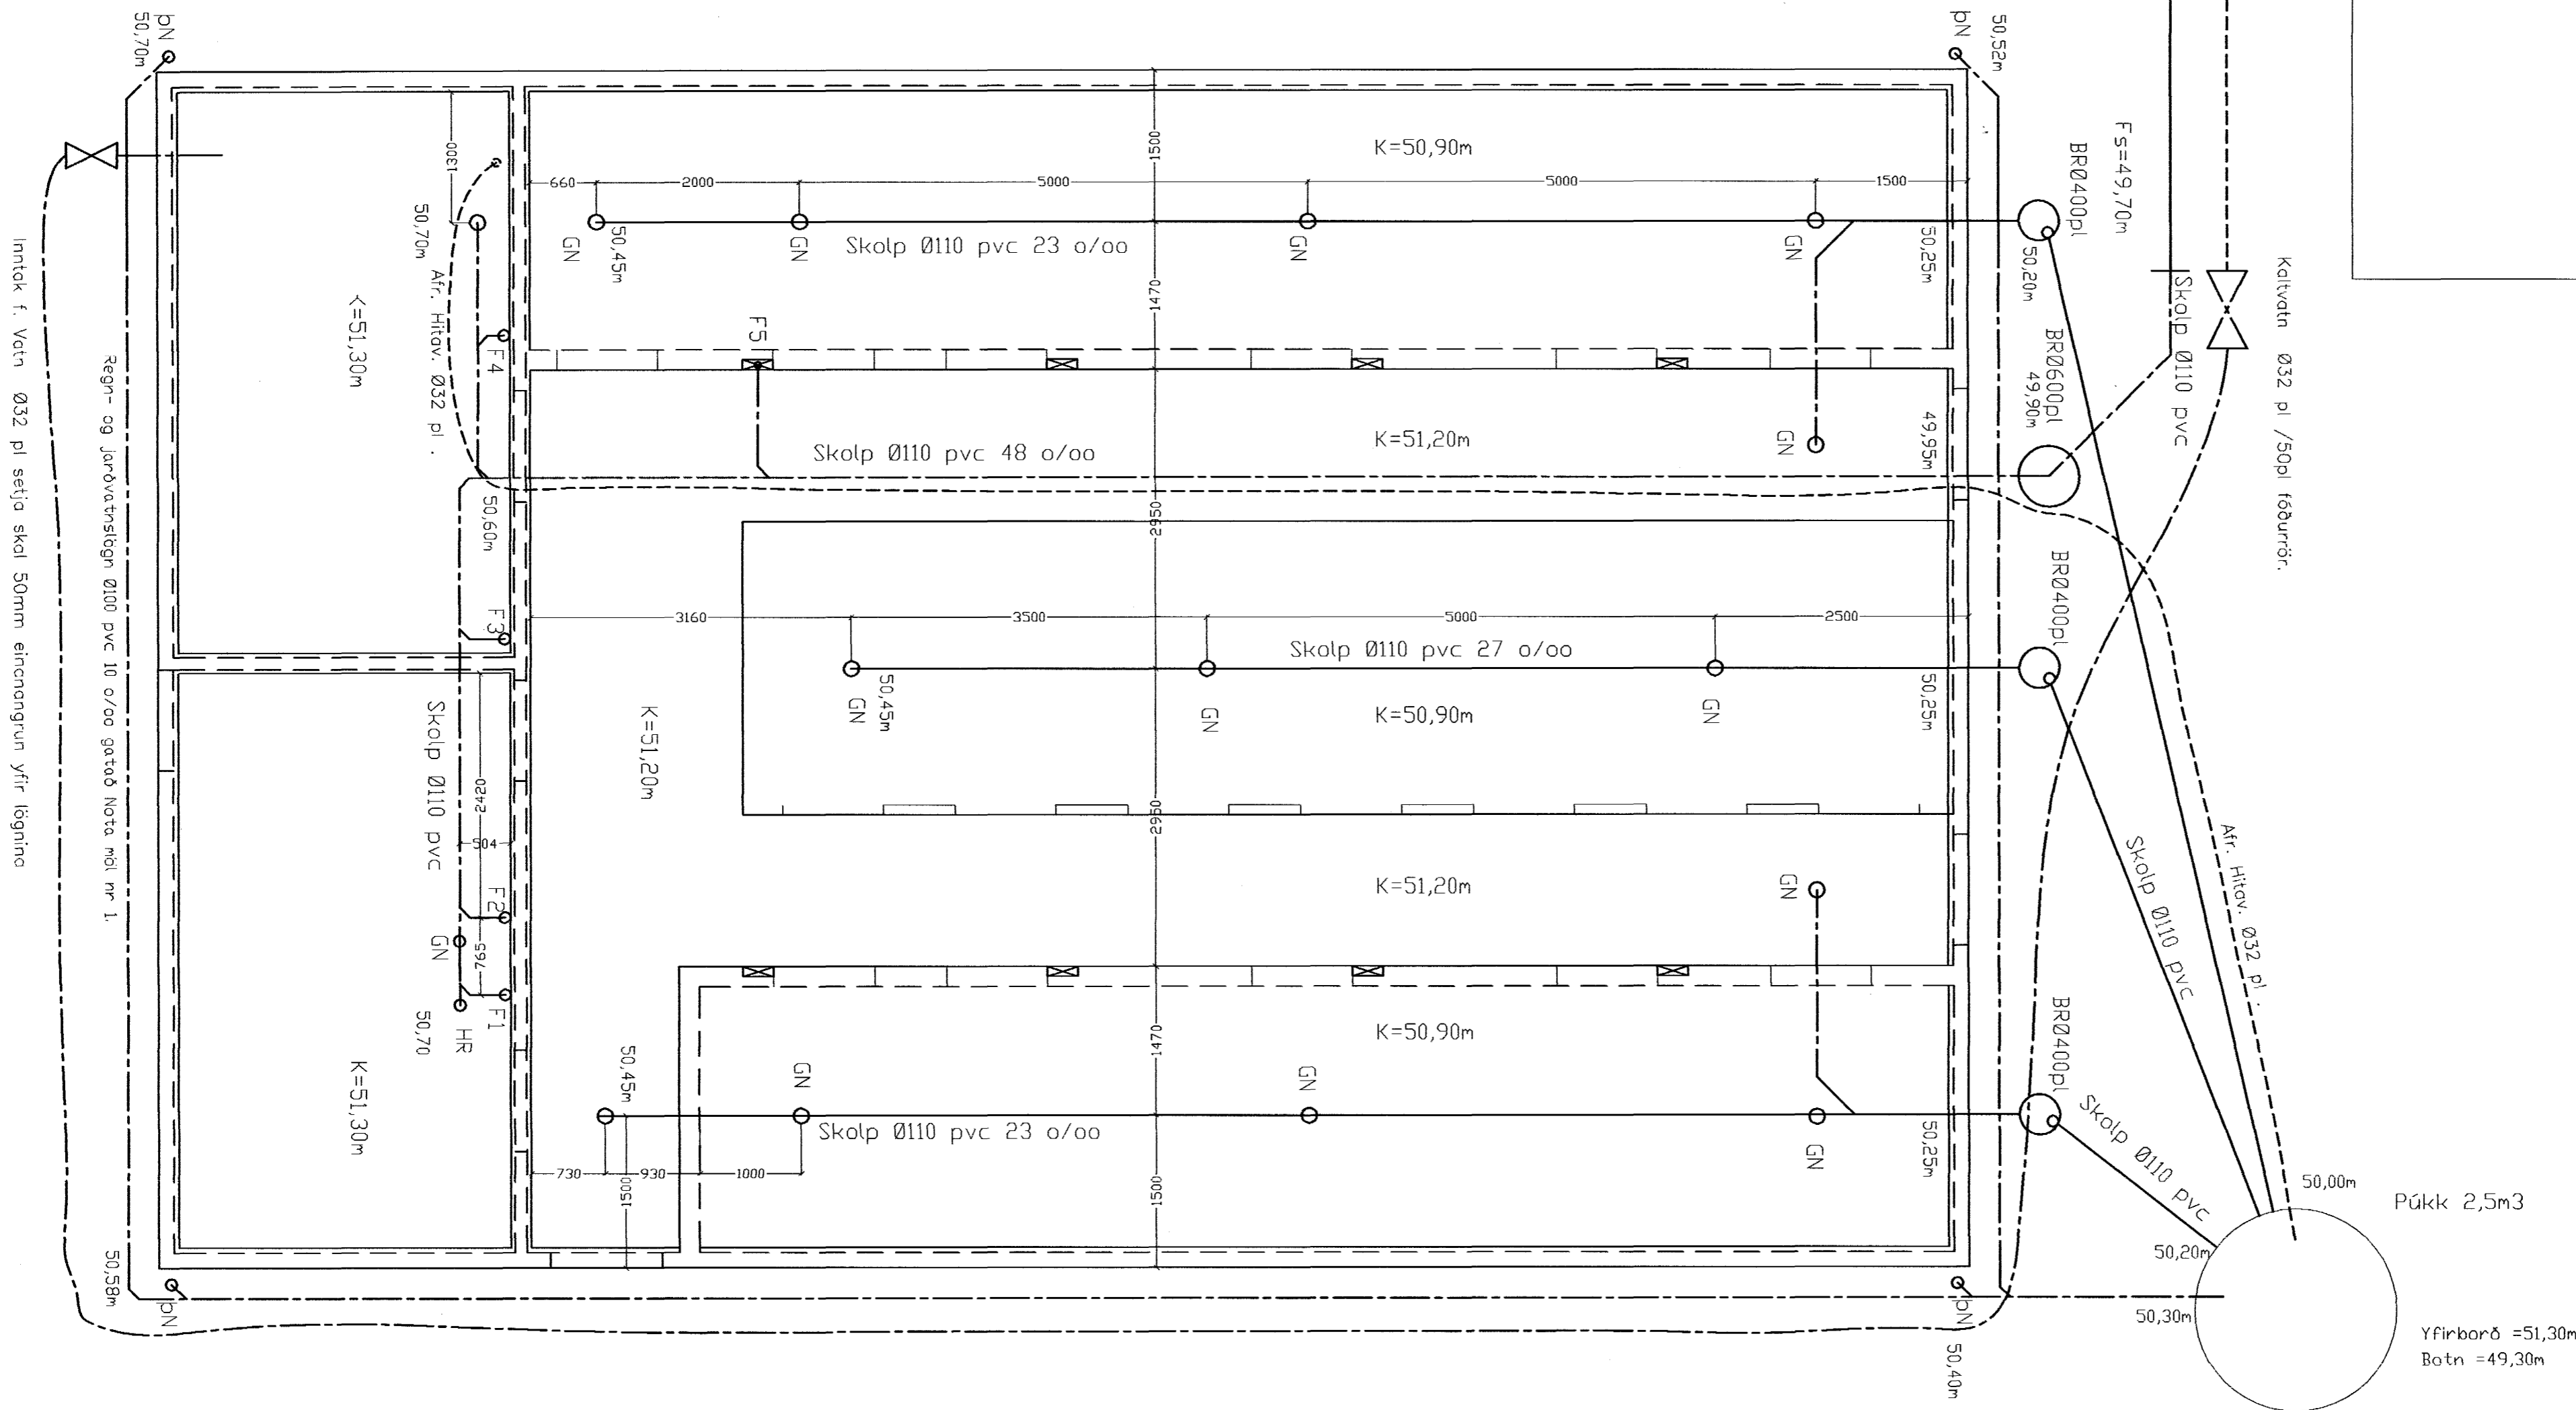 þN
50,70m
þN
50,52m
Fs=49,70m
BRØ400pl
50,20m
Kaltvatn Ø32 pl /50pl fóðurrör.
Skolp Ø110 pvc
BRØ600pl
49,90m
K=50,90m
1500
1300
660
2000
5000
5000
1500
50,70m
GN
50,45m
GN
Skolp Ø110 pvc 23 o/oo
GN
GN
50,25m
1470
Afr. Hitav. Ø32 pl.
<=51,30m
F4
F5
K=51,20m
GN
49,95m
Skolp Ø110 pvc 48 o/oo
50,60m
2950
F3
3160
3500
5000
2500
Skolp Ø110 pvc 27 o/oo
BRØ400pl
GN
50,45m
GN
K=50,90m
GN
50,25m
K=51,20m
Skolp Ø110 pvc
2420
504
2950
F2
GN
765
F1
HR
50,70
K=51,30m
K=51,20m
GN
1470
K=50,90m
50,45m
GN
GN
Skolp Ø110 pvc 23 o/oo
GN
50,25m
730
930
1000
1500
1500
BRØ400pl
Skolp Ø110 pvc
Skolp Ø110 pvc
Afr. Hitav. Ø32 pl.
50,00m
Púkk 2,5m3
50,20m
50,30m
Yfirborð =51,30m
Botn =49,30m
þN
50,58m
þN
50,40m
Regn- og jarðvatnslögn Ø100 pvc 10 o/oo gatað Nota möl nr 1.
Inntak f. Vatn Ø32 pl setja skal 50mm einangrun yfir lögnina